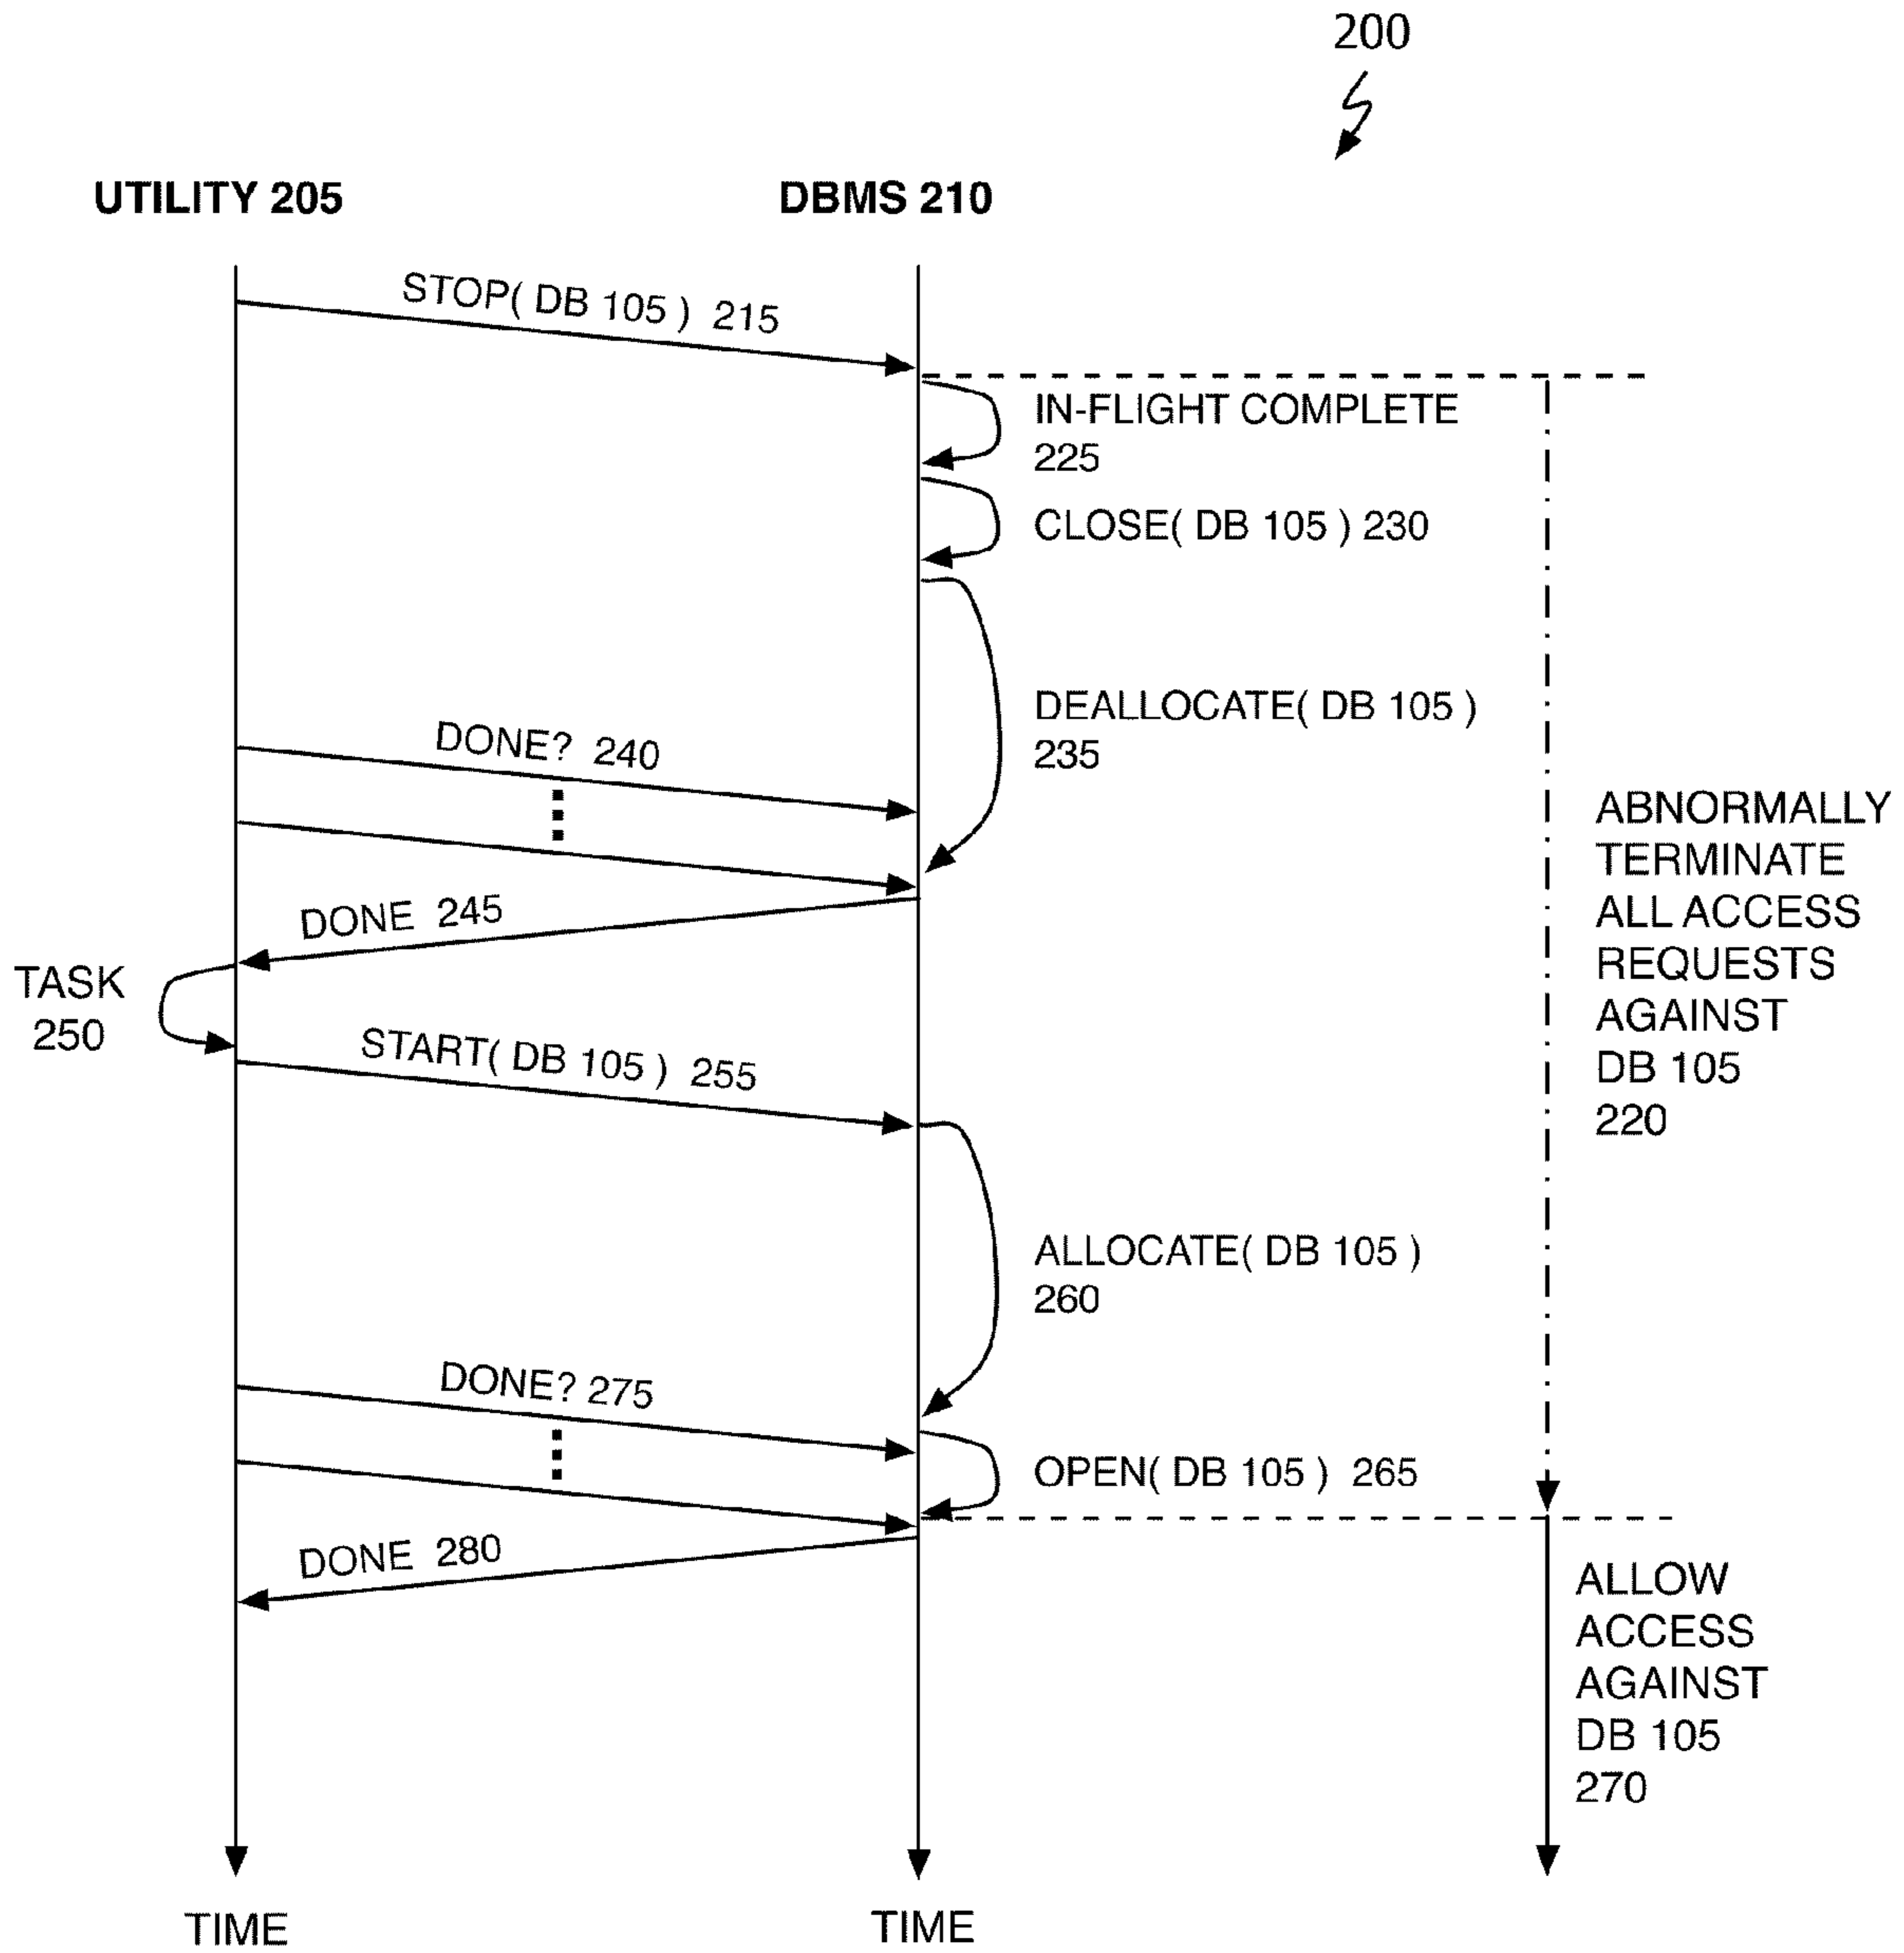 200
UTILITY 205
DBMS 210
STOP( DB 105 ) 215
IN-FLIGHT COMPLETE
225
CLOSE( DB 105 ) 230
DEALLOCATE( DB 105 )
235
DONE? 240
ABNORMALLY
TERMINATE
ALL ACCESS
REQUESTS
AGAINST
DB 105
220
DONE 245
TASK
250
START( DB 105 ) 255
ALLOCATE( DB 105 )
260
DONE? 275
OPEN( DB 105 ) 265
DONE 280
ALLOW
ACCESS
AGAINST
DB 105
270
TIME
TIME